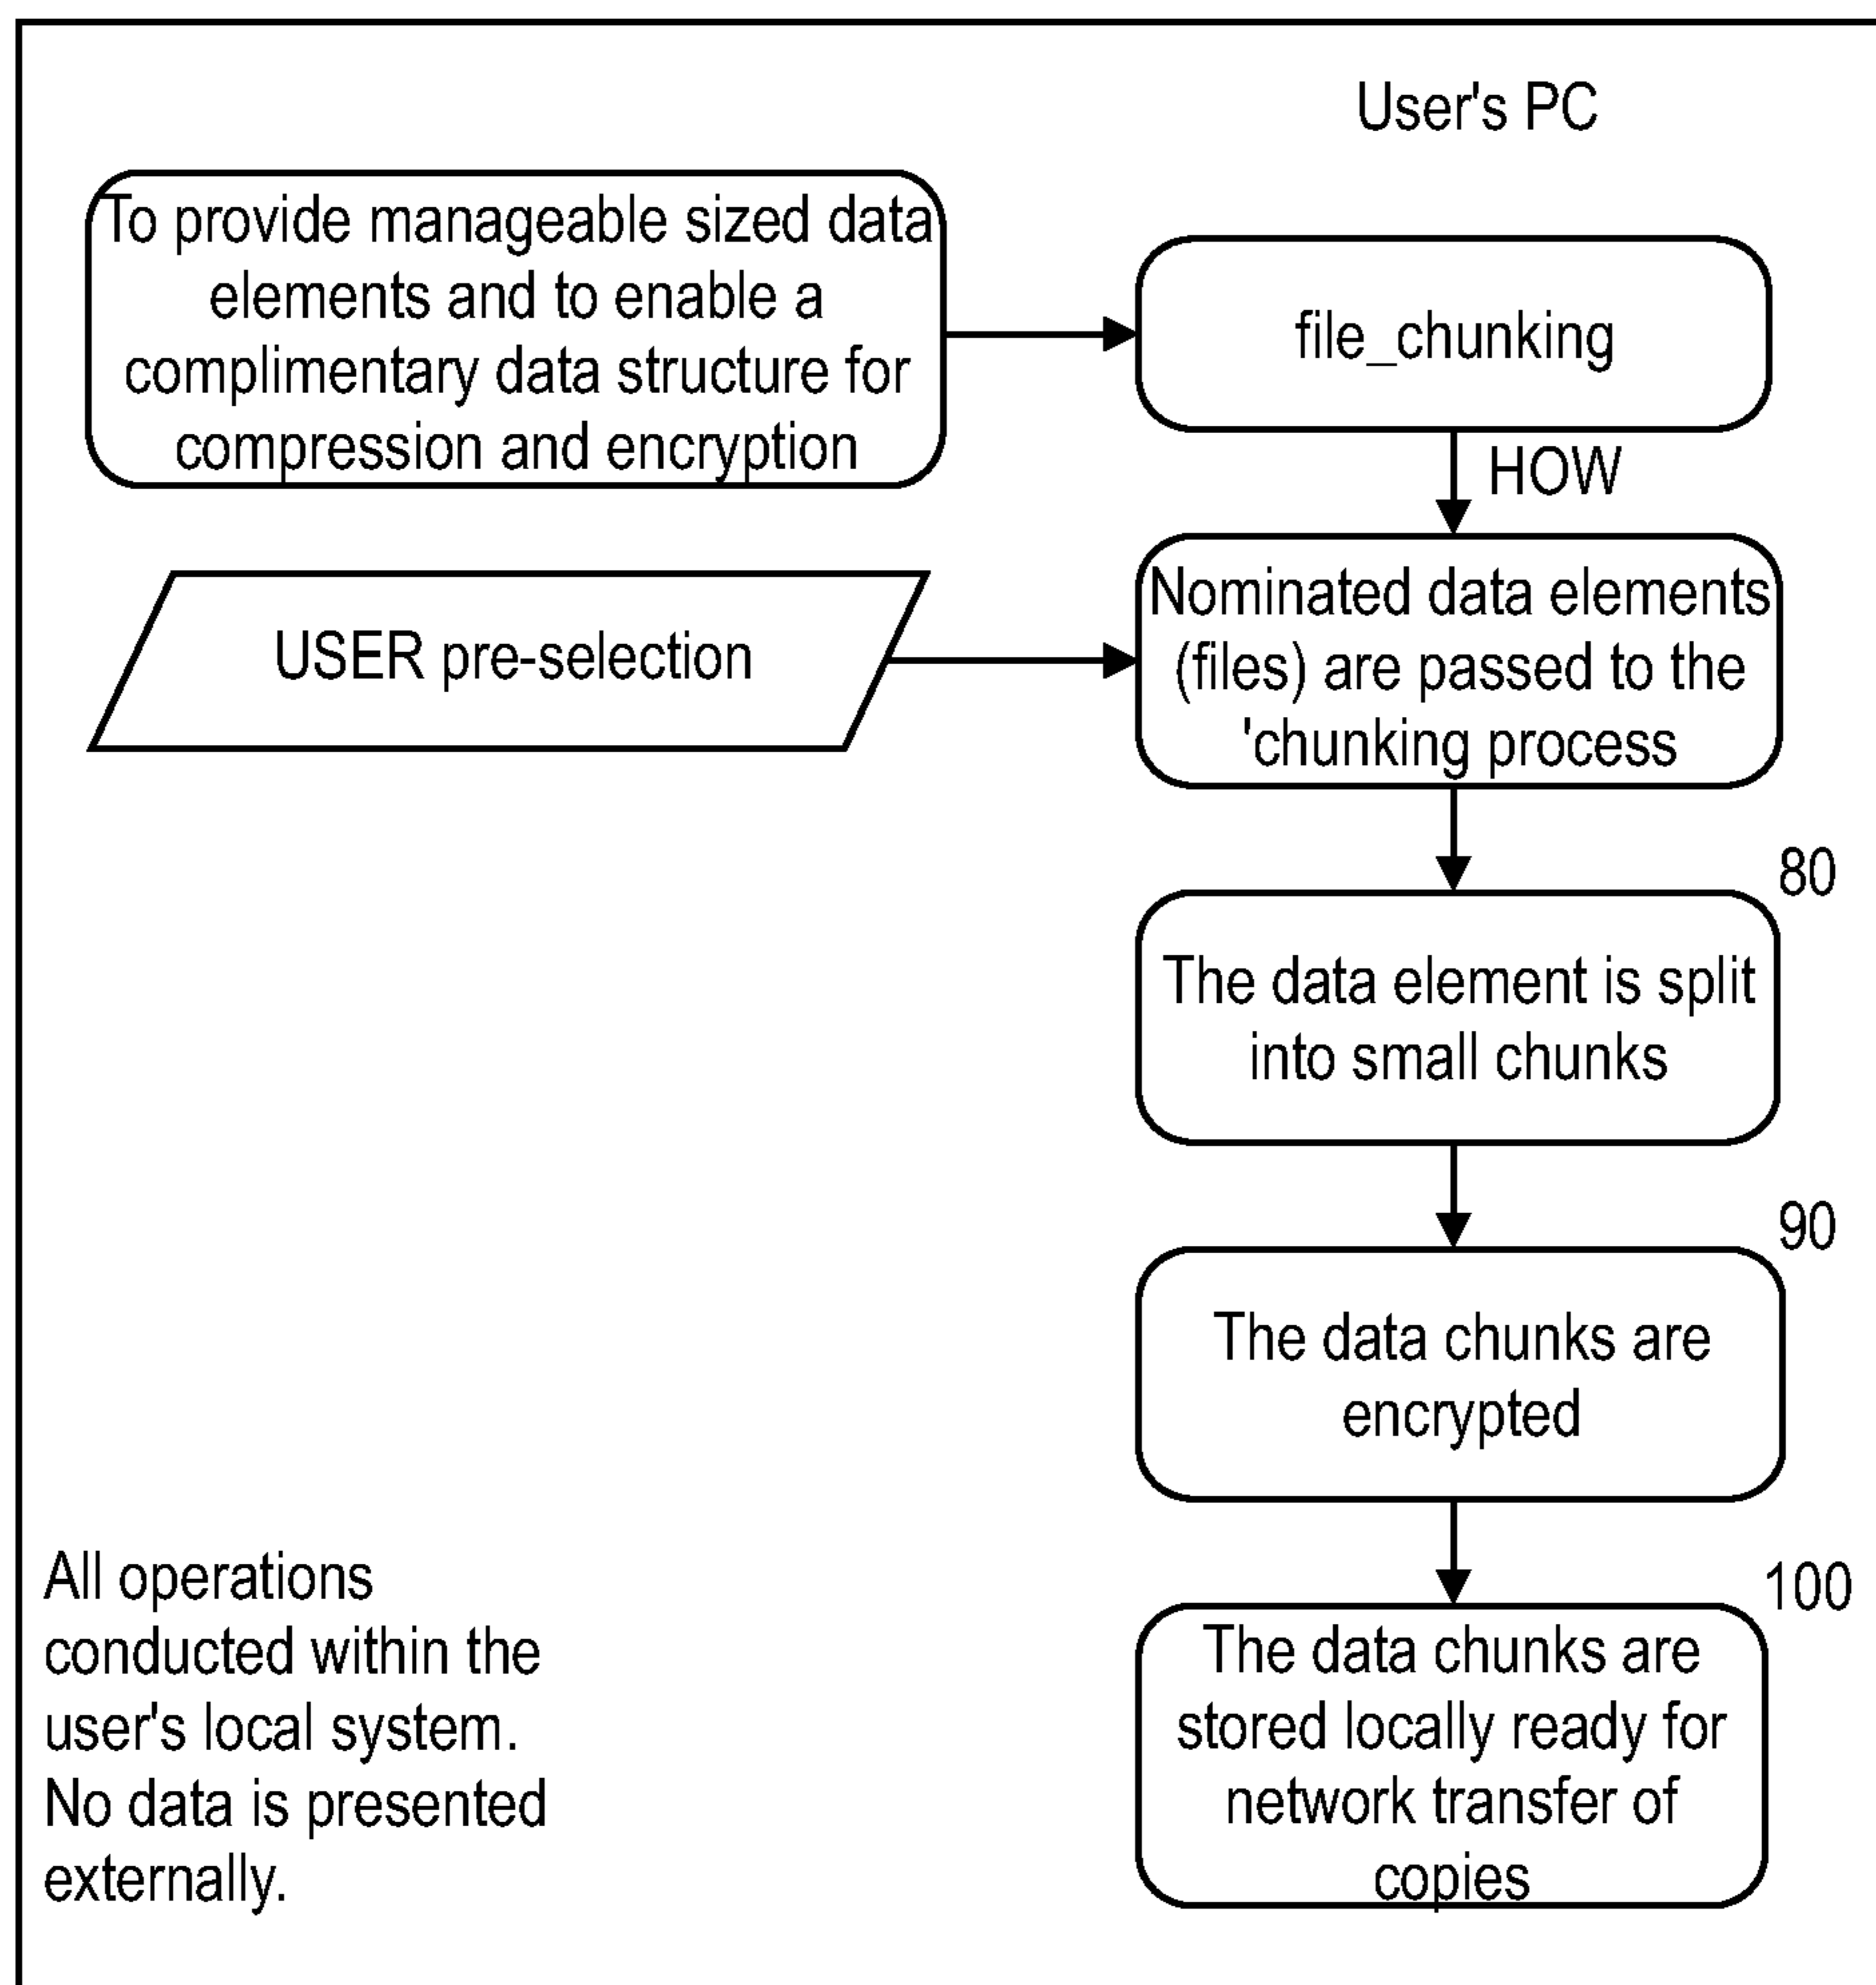 User's PC
To provide manageable sized data
elements and to enable a
complimentary data structure for
compression and encryption
file_chunking
HOW
USER pre-selection
Nominated data elements
(files) are passed to the
'chunking process
80
The data element is split
into small chunks
90
The data chunks are
encrypted
100
The data chunks are
stored locally ready for
network transfer of
copies
All operations
conducted within the
user's local system.
No data is presented
externally.